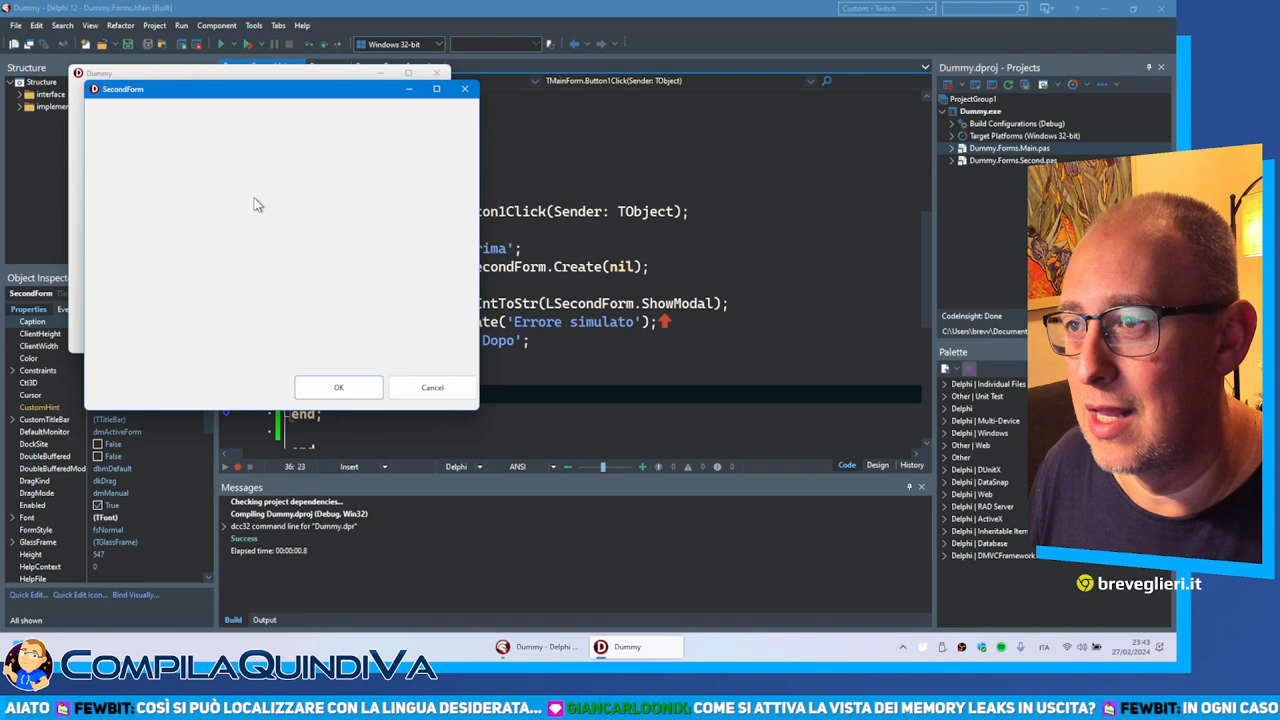 Dummy - Delphi 12 - Dummy.Forms.Main [Built]
Custom - Twitch
File Edit Search View Refactor Project Run Component Tools Tabs Help
Windows 32-bit
Structure
Structure
interface
Dummy
SecondForm
OK
Cancel
TMainForm.Button1Click(Sender: TObject)
ton1Click(Sender: TObject);
rima';
econdForm.Create(nil);
IntToStr(LSecondForm.ShowModal);
ate('Errore simulato');
Dopo';
end;
36: 23
Insert
Delphi
ANSI
0
0
0
Code
Design
History
Object Inspector
SecondForm
Properties
Caption
ClientHeight
ClientWidth
Color
Constraints
Ctl3D
Cursor
CustomHint
CustomTitleBar (TTitleBar)
DefaultMonitor dmActiveForm
DockSite False
DoubleBuffered False
DoubleBufferedMod dbmDefault
DragKind dkDrag
DragMode dmManual
Enabled True
Font (TFont)
FormStyle fsNormal
GlassFrame (TGlassFrame)
Height 547
HelpContext 0
HelpFile
Quick Edit... Quick Edit Icon... Bind Visually...
All shown
Messages
Checking project dependencies...
Compiling Dummy.dproj (Debug, Win32)
dcc32 command line for "Dummy.dpr"
Success
Elapsed time: 00:00:00.8
Build
Output
Dummy.dproj - Projects
ProjectGroup1
Dummy.exe
Build Configurations (Debug)
Target Platforms (Windows 32-bit)
Dummy.Forms.Main.pas
Dummy.Forms.Second.pas
CodeInsight: Done
C:\Users\brevv\Document
Palette
Delphi | Individual Files
Other | Unit Test
Delphi
Delphi | Multi-Device
Delphi | Windows
Other | Web
Other
Delphi | DUnitX
Delphi | DataSnap
Delphi | Web
Delphi | RAD Server
Delphi | ActiveX
Delphi | Inheritable Item
Delphi | Database
Delphi | DMVCFramework
breveglieri.it
Dummy - Delphi ...
Dummy
ITA
23:43
27/02/2024
CompilaQuindiVa
AIATO FEWBIT: COSÌ SI PUÒ LOCALIZZARE CON LA LINGUA DESIDERATA... GIANCARLOONIX: COME SI ATTIVA LA VISTA DEI MEMORY LEAKS IN USCITA? FEWBIT: IN OGNI CASO